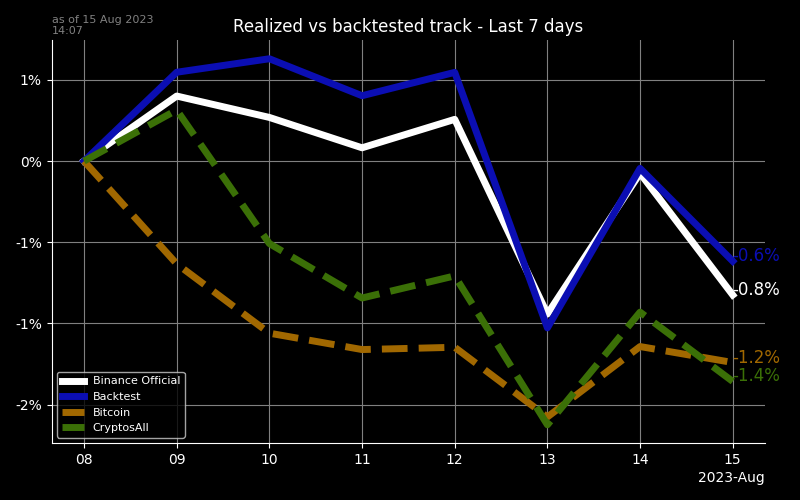 as of 15 Aug 2023
14:07
Realized vs backtested track - Last 7 days
1%
0%
-1%
-1%
-2%
-0.6%
-0.8%
-1.2%
-1.4%
Binance Official
Backtest
Bitcoin
CryptosAll
08 09 10 11 12 13 14 15
2023-Aug